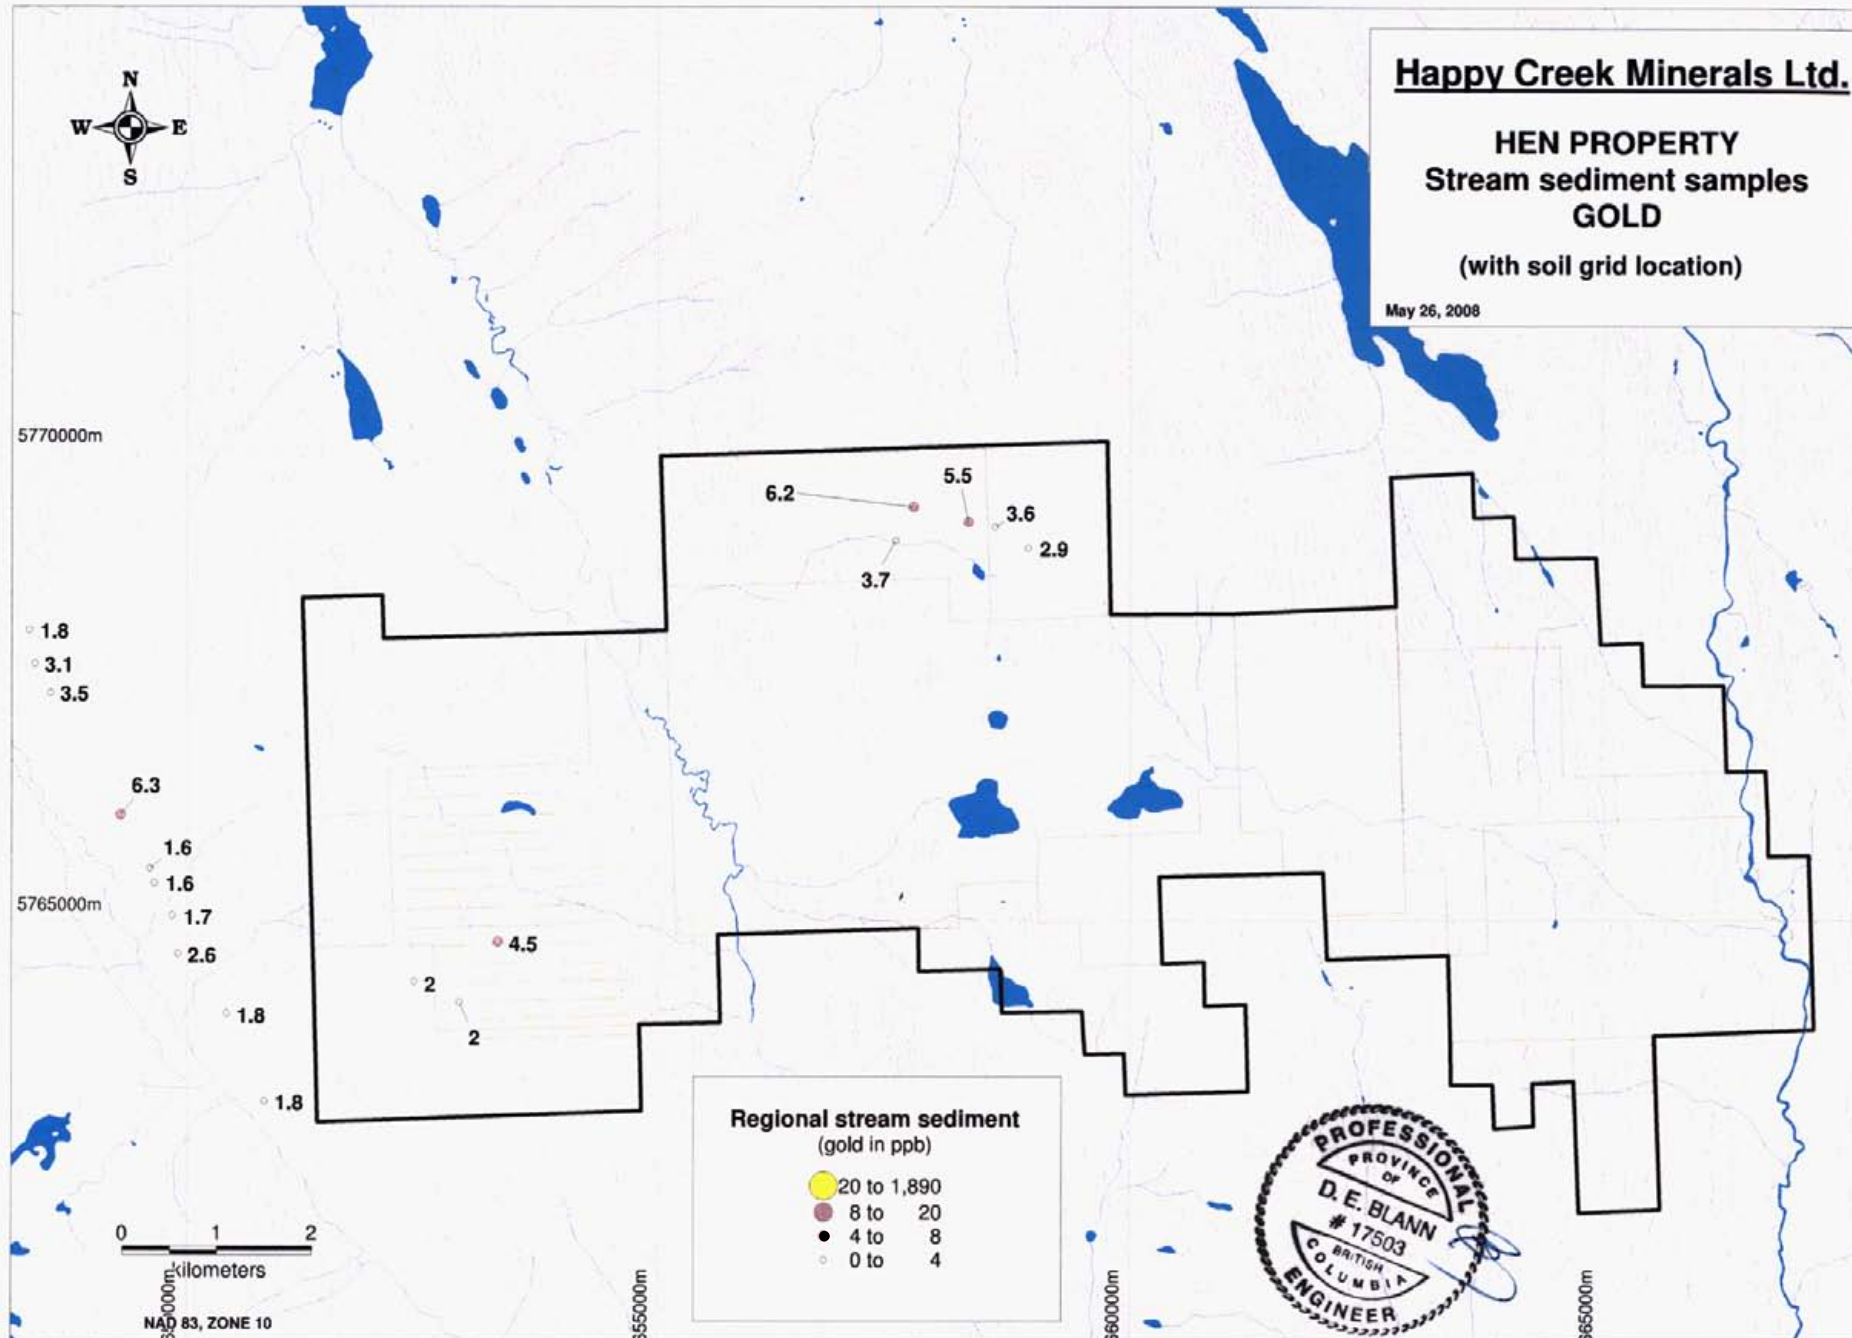 Happy Creek Minerals Ltd.
HEN PROPERTY
Stream sediment samples
GOLD
(with soil grid location)
May 26, 2008
N
W E
S
5770000m
6.2
5.5
3.6
2.9
3.7
1.8
3.1
3.5
6.3
1.6
1.6
5765000m
1.7
2.6
4.5
2
2
1.8
1.8
Regional stream sediment
(gold in ppb)
20 to 1,890
8 to 20
4 to 8
0 to 4
PROFESSIONAL
PROVINCE
OF
D. E. BLANN
# 17503
BRITISH
COLUMBIA
ENGINEER
0 1 2
kilometers
NAD 83, ZONE 10